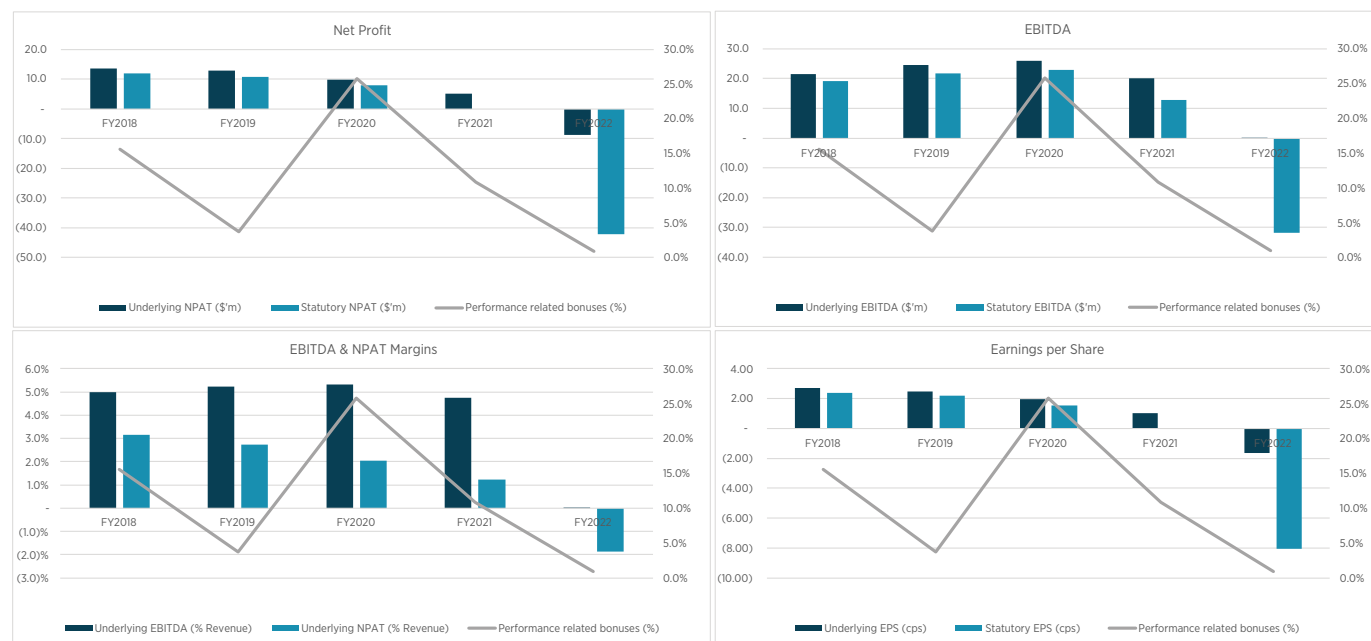 Net Profit
20.0
10.0
-
(10.0)
(20.0)
(30.0)
(40.0)
(50.0)
FY2018
FY2019
FY2020
FY2021
FY2022
30.0%
25.0%
20.0%
15.0%
10.0%
5.0%
0.0%
Underlying NPAT ($'m)
Statutory NPAT ($'m)
Performance related bonuses (%)
EBITDA
30.0
20.0
10.0
-
(10.0)
(20.0)
(30.0)
(40.0)
FY2018
FY2019
FY2020
FY2021
FY2022
30.0%
25.0%
20.0%
15.0%
10.0%
5.0%
0.0%
Underlying EBITDA ($'m)
Statutory EBITDA ($'m)
Performance related bonuses (%)
EBITDA & NPAT Margins
6.0%
5.0%
4.0%
3.0%
2.0%
1.0%
-
(1.0)%
(2.0)%
(3.0)%
FY2018
FY2019
FY2020
FY2021
FY2022
30.0%
25.0%
20.0%
15.0%
10.0%
5.0%
0.0%
Underlying EBITDA (% Revenue)
Underlying NPAT (% Revenue)
Performance related bonuses (%)
Earnings per Share
4.00
2.00
-
(2.00)
(4.00)
(6.00)
(8.00)
(10.00)
FY2018
FY2019
FY2020
FY2021
FY2022
30.0%
25.0%
20.0%
15.0%
10.0%
5.0%
0.0%
Underlying EPS (cps)
Statutory EPS (cps)
Performance related bonuses (%)